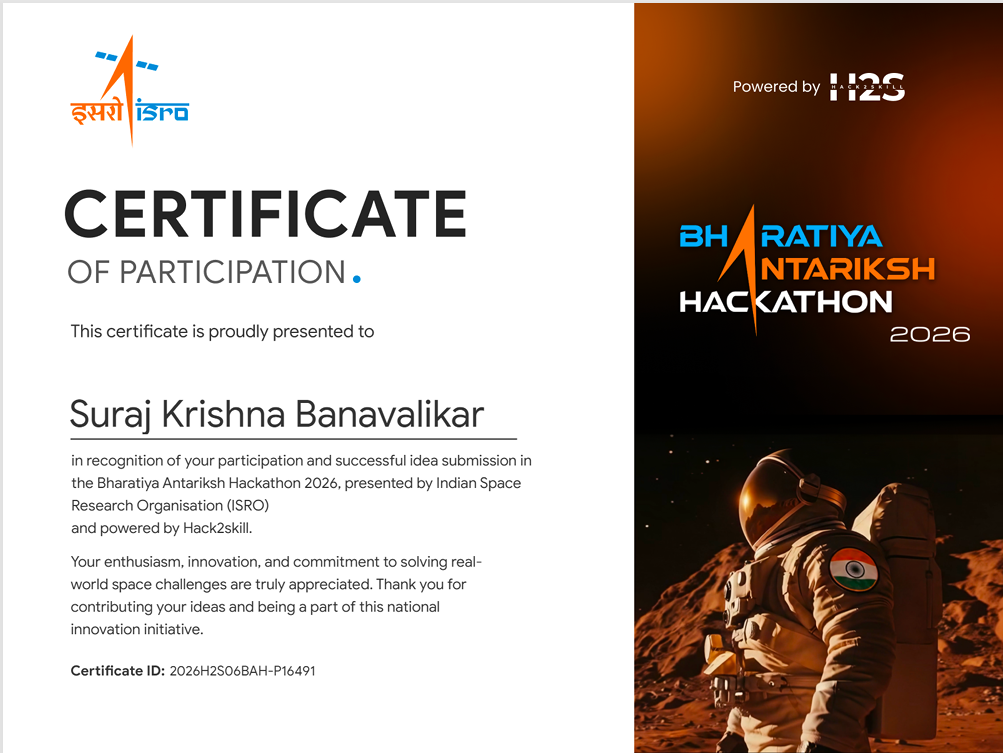 इसरो isro
CERTIFICATE
OF PARTICIPATION.
This certificate is proudly presented to
Suraj Krishna Banavalikar
in recognition of your participation and successful idea submission in
the Bharatiya Antariksh Hackathon 2026, presented by Indian Space
Research Organisation (ISRO)
and powered by Hack2skill.
Your enthusiasm, innovation, and commitment to solving real-
world space challenges are truly appreciated. Thank you for
contributing your ideas and being a part of this national
innovation initiative.
Certificate ID: 2026H2S06BAH-P16491
Powered by H2S
HACK2SKILL
BHARATIYA
ANTARIKSH
HACKATHON
2026